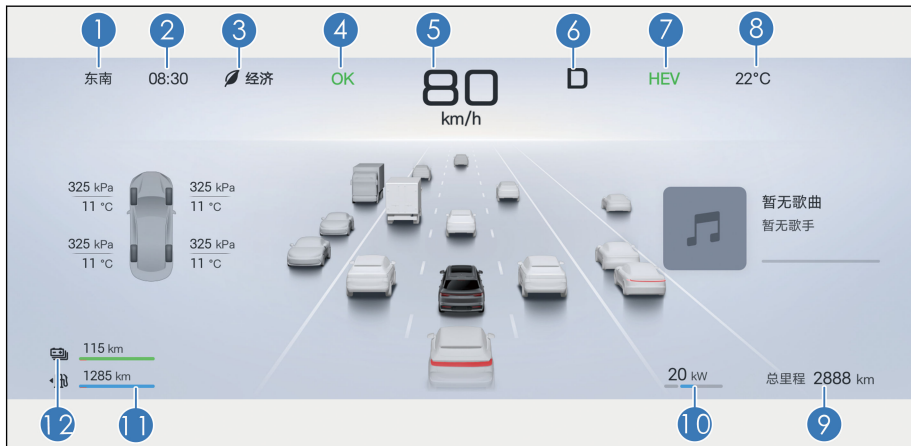 1 2 3 4 5 6 7 8
东南 08:30 经济 OK 80 D HEV 22°C
km/h
325 kPa 325 kPa
11 °C 11 °C
325 kPa 325 kPa
11 °C 11 °C
暂无歌曲
暂无歌手
115 km
1285 km
20 kW
总里程 2888 km
12 11 10 9